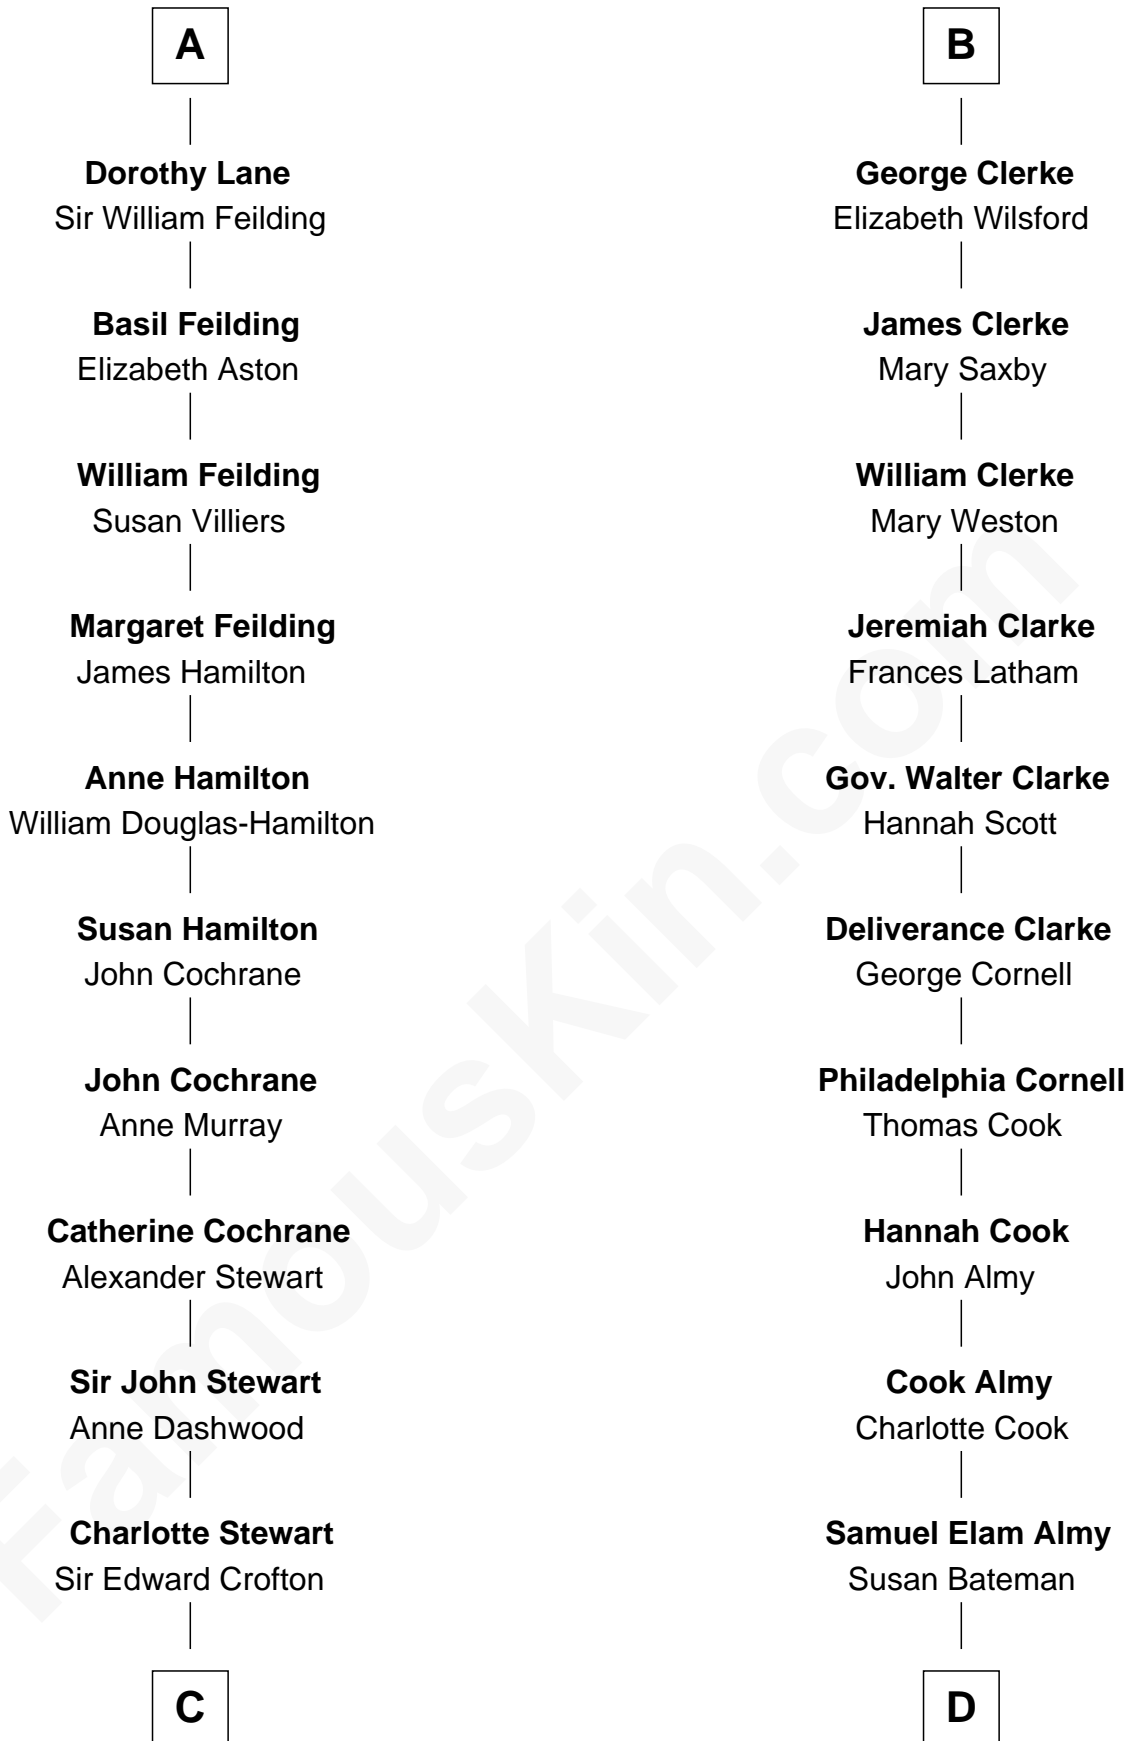 A
Dorothy Lane
Sir William Feilding
Basil Feilding
Elizabeth Aston
William Feilding
Susan Villiers
Margaret Feilding
James Hamilton
Anne Hamilton
William Douglas-Hamilton
Susan Hamilton
John Cochrane
John Cochrane
Anne Murray
Catherine Cochrane
Alexander Stewart
Sir John Stewart
Anne Dashwood
Charlotte Stewart
Sir Edward Crofton
C
B
George Clerke
Elizabeth Wilsford
James Clerke
Mary Saxby
William Clerke
Mary Weston
Jeremiah Clarke
Frances Latham
Gov. Walter Clarke
Hannah Scott
Deliverance Clarke
George Cornell
Philadelphia Cornell
Thomas Cook
Hannah Cook
John Almy
Cook Almy
Charlotte Cook
Samuel Elam Almy
Susan Bateman
D
FamousKin.com